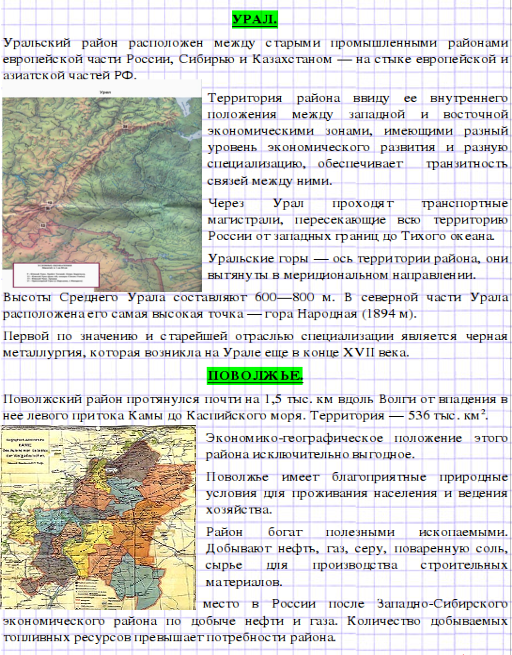 УРАЛ.
Уральский район расположен между старыми промышленными районами
европейской части России, Сибирью и Казахстаном — на стыке европейской и
азиатской частей РФ.
Урал
Территория района ввиду ее внутреннего
положения между западной и восточной
экономическими зонами, имеющими разный
уровень экономического развития и разную
специализацию, обеспечивает транзитность
связей между ними.
Через Урал проходят транспортные
магистрали, пересекающие всю территорию
России от западных границ до Тихого океана.
Уральские горы — ось территории района, они
вытянуты в меридиональном направлении.
Высоты Среднего Урала составляют 600—800 м. В северной части Урала
расположена его самая высокая точка — гора Народная (1894 м).
Первой по значению и старейшей отраслью специализации является черная
металлургия, которая возникла на Урале еще в конце XVII века.
ПОВОЛЖЬЕ.
Поволжский район протянулся почти на 1,5 тыс. км вдоль Волги от впадения в
нее левого притока Камы до Каспийского моря. Территория — 536 тыс. км².
Экономико-географическое положение этого
района исключительно выгодное.
Поволжье имеет благоприятные природные
условия для проживания населения и ведения
хозяйства.
Район богат полезными ископаемыми.
Добывают нефть, газ, серу, поваренную соль,
сырье для производства строительных
материалов.
место в России после Западно-Сибирского
экономического района по добыче нефти и газа. Количество добываемых
топливных ресурсов превышает потребности района.